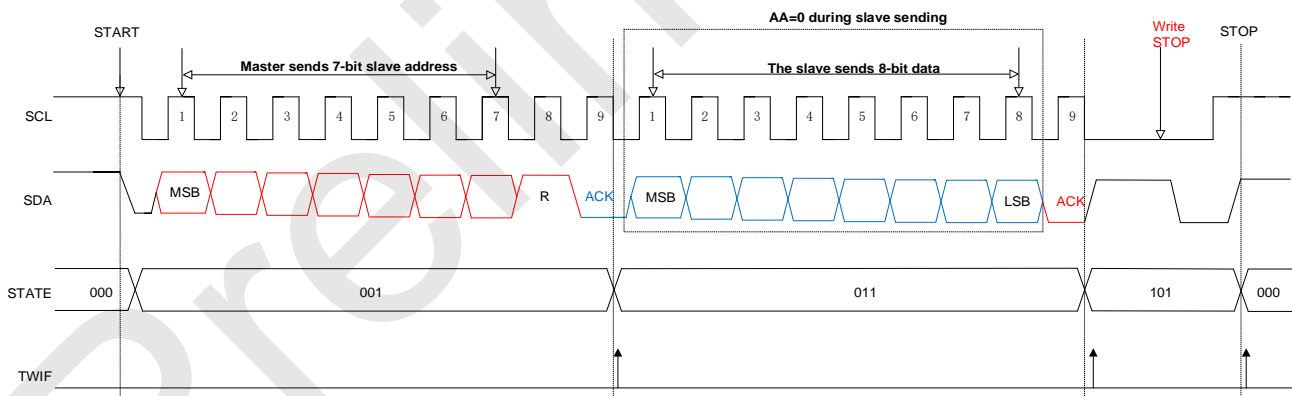 AA=0 during slave sending
START
Write
STOP
STOP
Master sends 7-bit slave address
The slave sends 8-bit data
SCL
1 2 3 4 5 6 7 8 9 1 2 3 4 5 6 7 8 9
SDA
MSB R ACK MSB LSB ACK
STATE
000 001 011 101 000
TWIF
Prelim